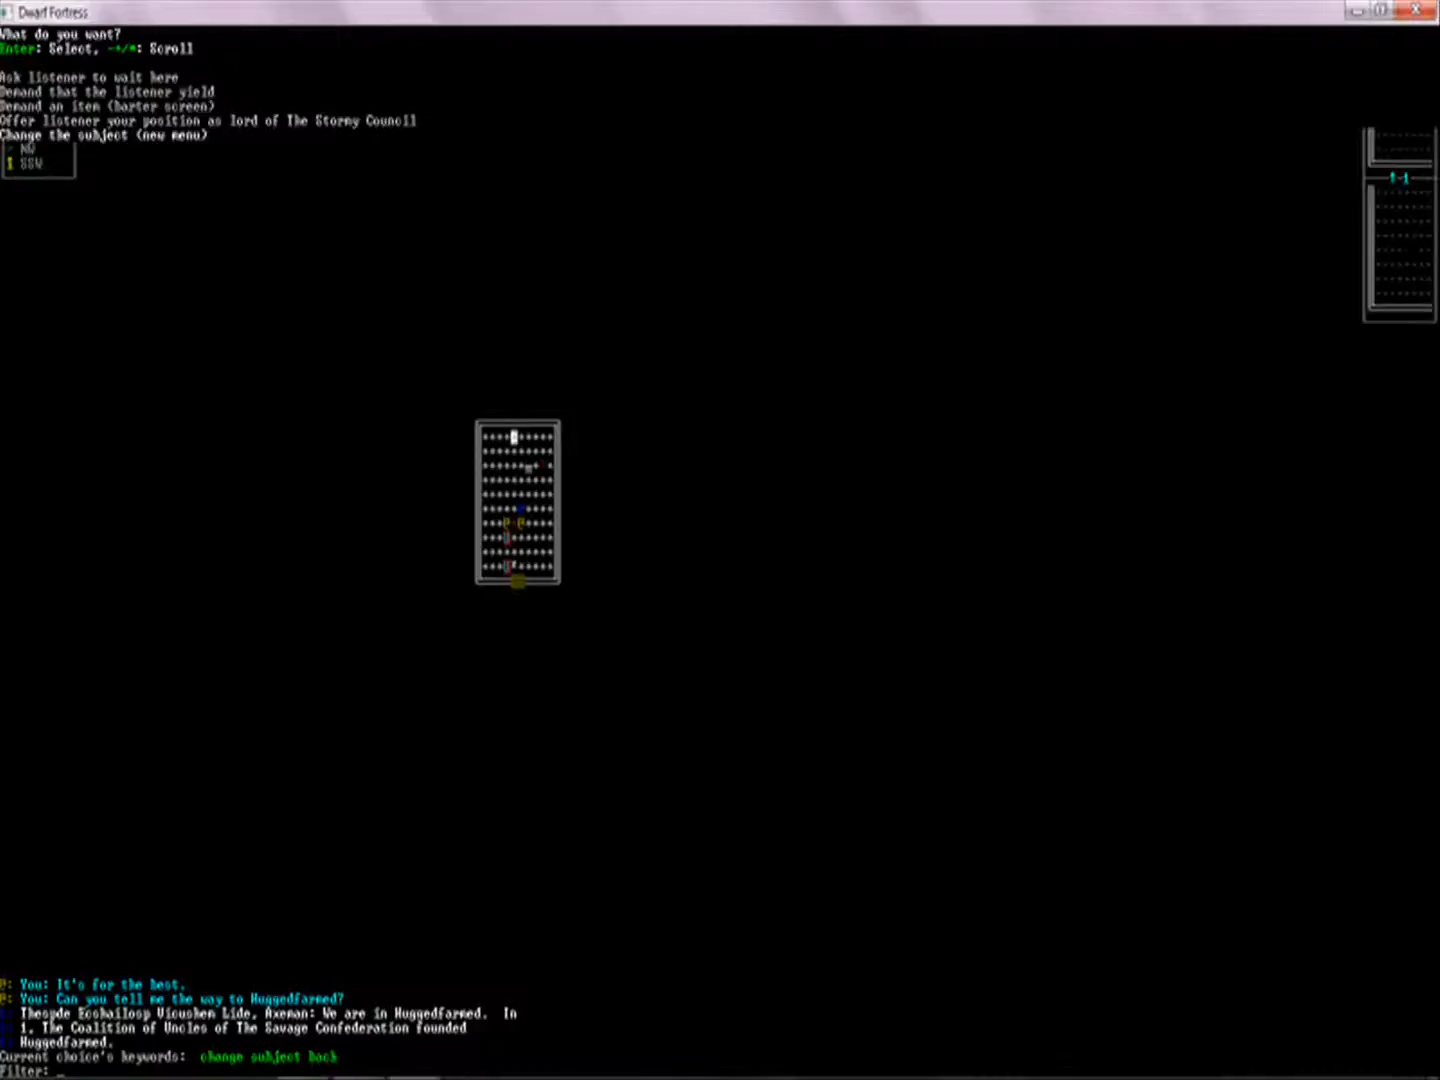 Dwarf Fortress
What do you want?
Enter: Select, -+/*: Scroll
Ask listener to wait here
Demand that the listener yield
Demand an item (barter screen)
Offer listener your position as lord of The Stormy Council
Change the subject (new menu)
NW
SSW
@: You: It's for the best.
@: You: Can you tell me the way to Huggedfarmed?
Lide, Axeman: We are in Huggedfarmed. In
1, The Coalition of Uncles of The Savage Confederation founded
Huggedfarmed.
Current choice's keywords: change subject back
Filter: _